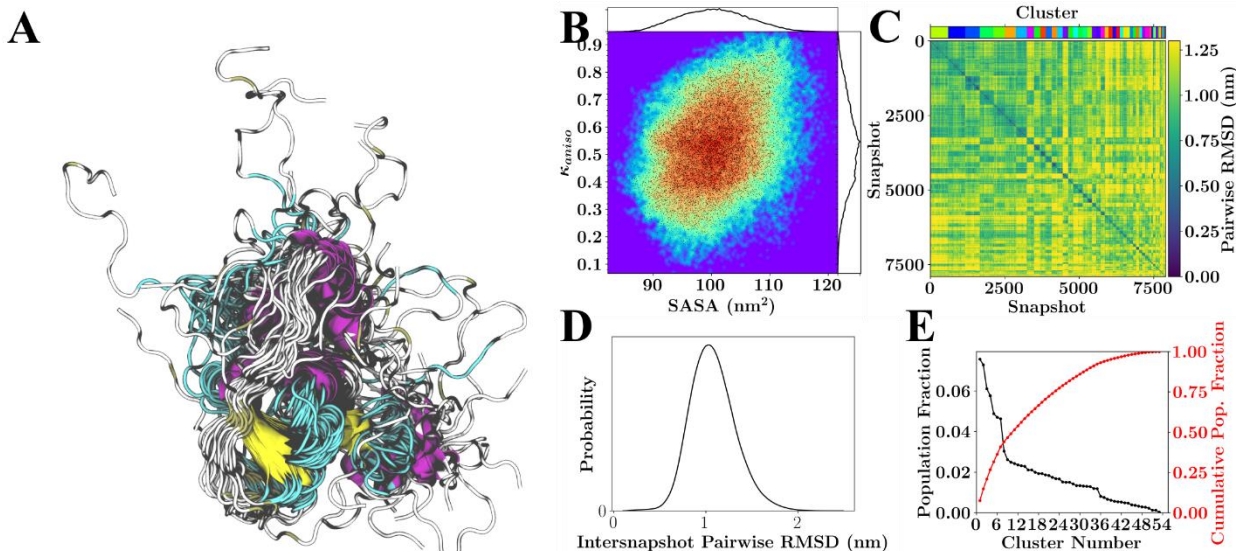 A
B
0.9
0.8
0.7
0.6
0.5
0.4
0.3
0.2
0.1
κaniso
90 100 110 120
SASA (nm²)
C
Cluster
0
2500
5000
7500
Snapshot
0 2500 5000 7500
Snapshot
1.25
1.00
0.75
0.50
0.25
0.00
Pairwise RMSD (nm)
D
Probability
0
0 1 2
Intersnapshot Pairwise RMSD (nm)
E
Population Fraction
0.06
0.04
0.02
0.00
0 6 12 18 24 30 36 42 48 54
Cluster Number
1.00
0.75
0.50
0.25
0.00
Cumulative Pop. Fraction